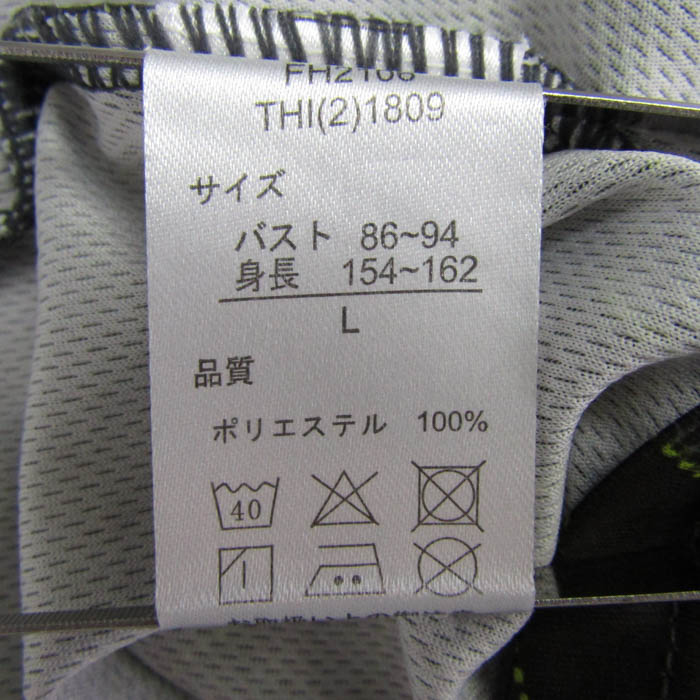 FH2106
THI(2)1809
サイズ
バスト 86~94
身長 154~162
L
品質
ポリエステル 100%
40